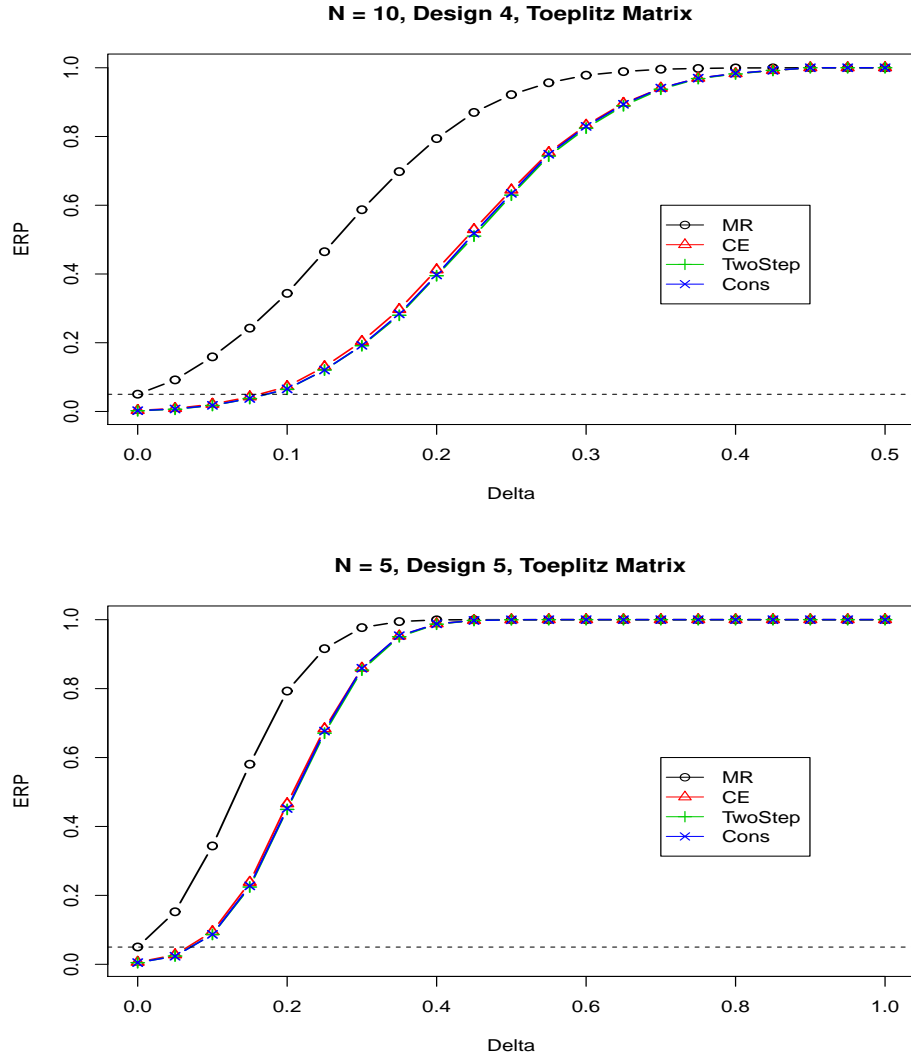 N = 10, Design 4, Toeplitz Matrix
ERP
1.0
0.8
0.6
0.4
0.2
0.0
MR
CE
TwoStep
Cons
0.0 0.1 0.2 0.3 0.4 0.5
Delta
N = 5, Design 5, Toeplitz Matrix
ERP
1.0
0.8
0.6
0.4
0.2
0.0
MR
CE
TwoStep
Cons
0.0 0.2 0.4 0.6 0.8 1.0
Delta